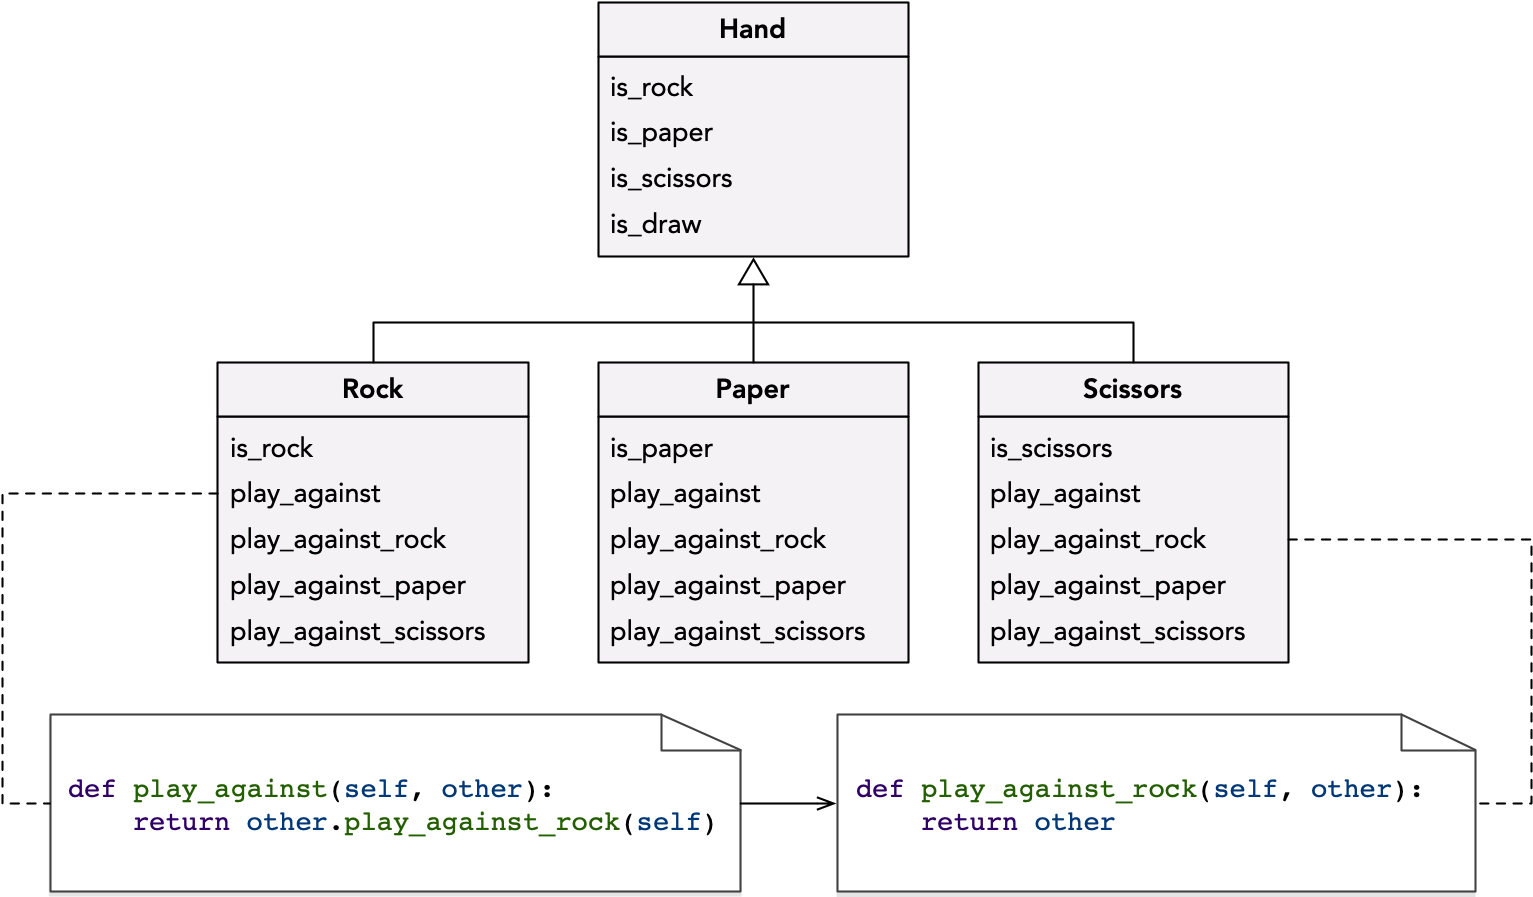 Hand
is_rock
is_paper
is_scissors
is_draw
Rock
is_rock
play_against
play_against_rock
play_against_paper
play_against_scissors
Paper
is_paper
play_against
play_against_rock
play_against_paper
play_against_scissors
Scissors
is_scissors
play_against
play_against_rock
play_against_paper
play_against_scissors
def play_against(self, other):
    return other.play_against_rock(self)
def play_against_rock(self, other):
    return other